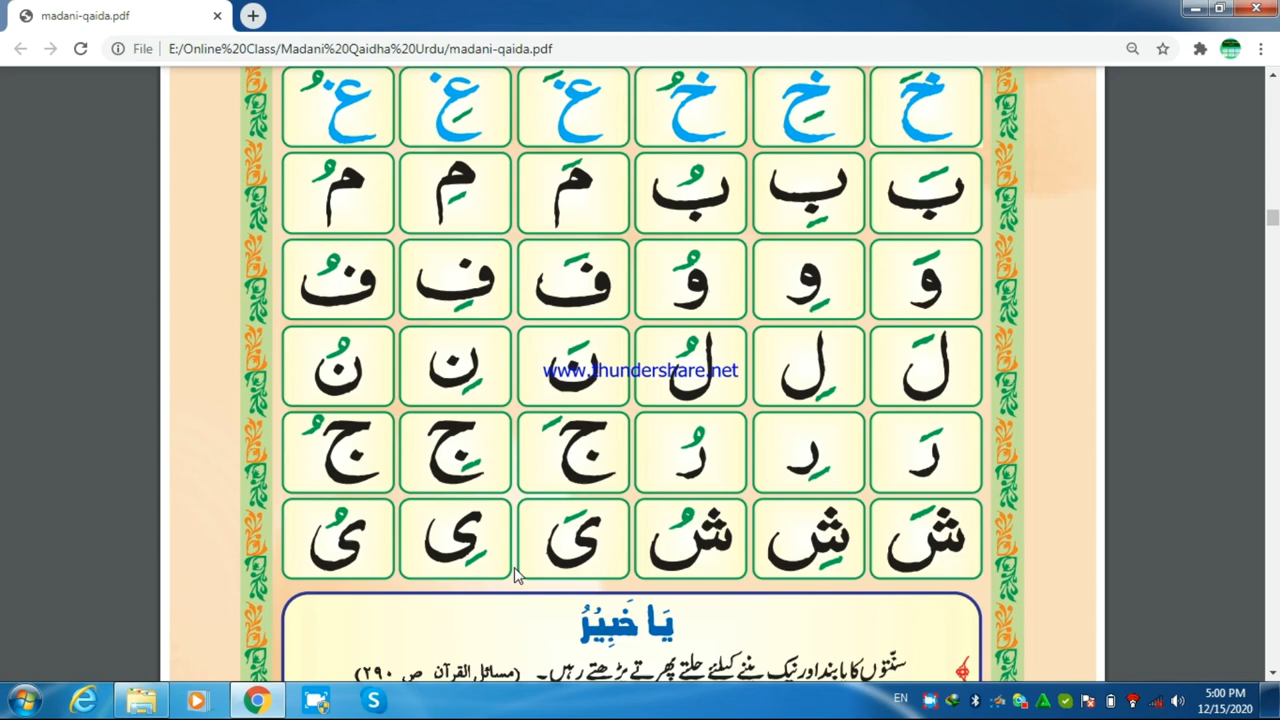 madani-qaida.pdf
File E:/Online%20Class/Madani%20Qaidha%20Urdu/madani-qaida.pdf
خَ خِ خُ غَ غِ غُ
بَ بِ بُ مَ مِ مُ
وَ وِ وُ فَ فِ فُ
لَ لِ لُ نَ نِ نُ
www.thundershare.net
رَ رِ رُ جَ جِ جُ
شَ شِ شُ یَ یِ یُ
یَا خَبِیْرُ
سنّتوں کا پابند اور نیک بننے کیلئے چلتے پھرتے پڑھتے رہیں۔ (مسائل القرآن ص ۲۹۰)
EN 5:00 PM
12/15/2020